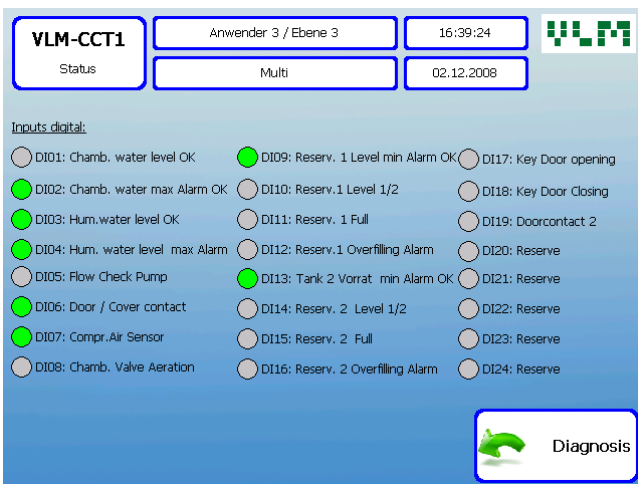 VLM-CCT1
Status
Anwender 3 / Ebene 3
16:39:24
VLM
Multi
02.12.2008
Inputs digital:
DI01: Chamb. water level OK
DI02: Chamb. water max Alarm OK
DI03: Hum.water level OK
DI04: Hum. water level max Alarm
DI05: Flow Check Pump
DI06: Door / Cover contact
DI07: Compr.Air Sensor
DI08: Chamb. Valve Aeration
DI09: Reserv. 1 Level min Alarm OK
DI10: Reserv.1 Level 1/2
DI11: Reserv. 1 Full
DI12: Reserv.1 Overfilling Alarm
DI13: Tank 2 Vorrat min Alarm OK
DI14: Reserv. 2 Level 1/2
DI15: Reserv. 2 Full
DI16: Reserv. 2 Overfilling Alarm
DI17: Key Door opening
DI18: Key Door Closing
DI19: Doorcontact 2
DI20: Reserve
DI21: Reserve
DI22: Reserve
DI23: Reserve
DI24: Reserve
Diagnosis